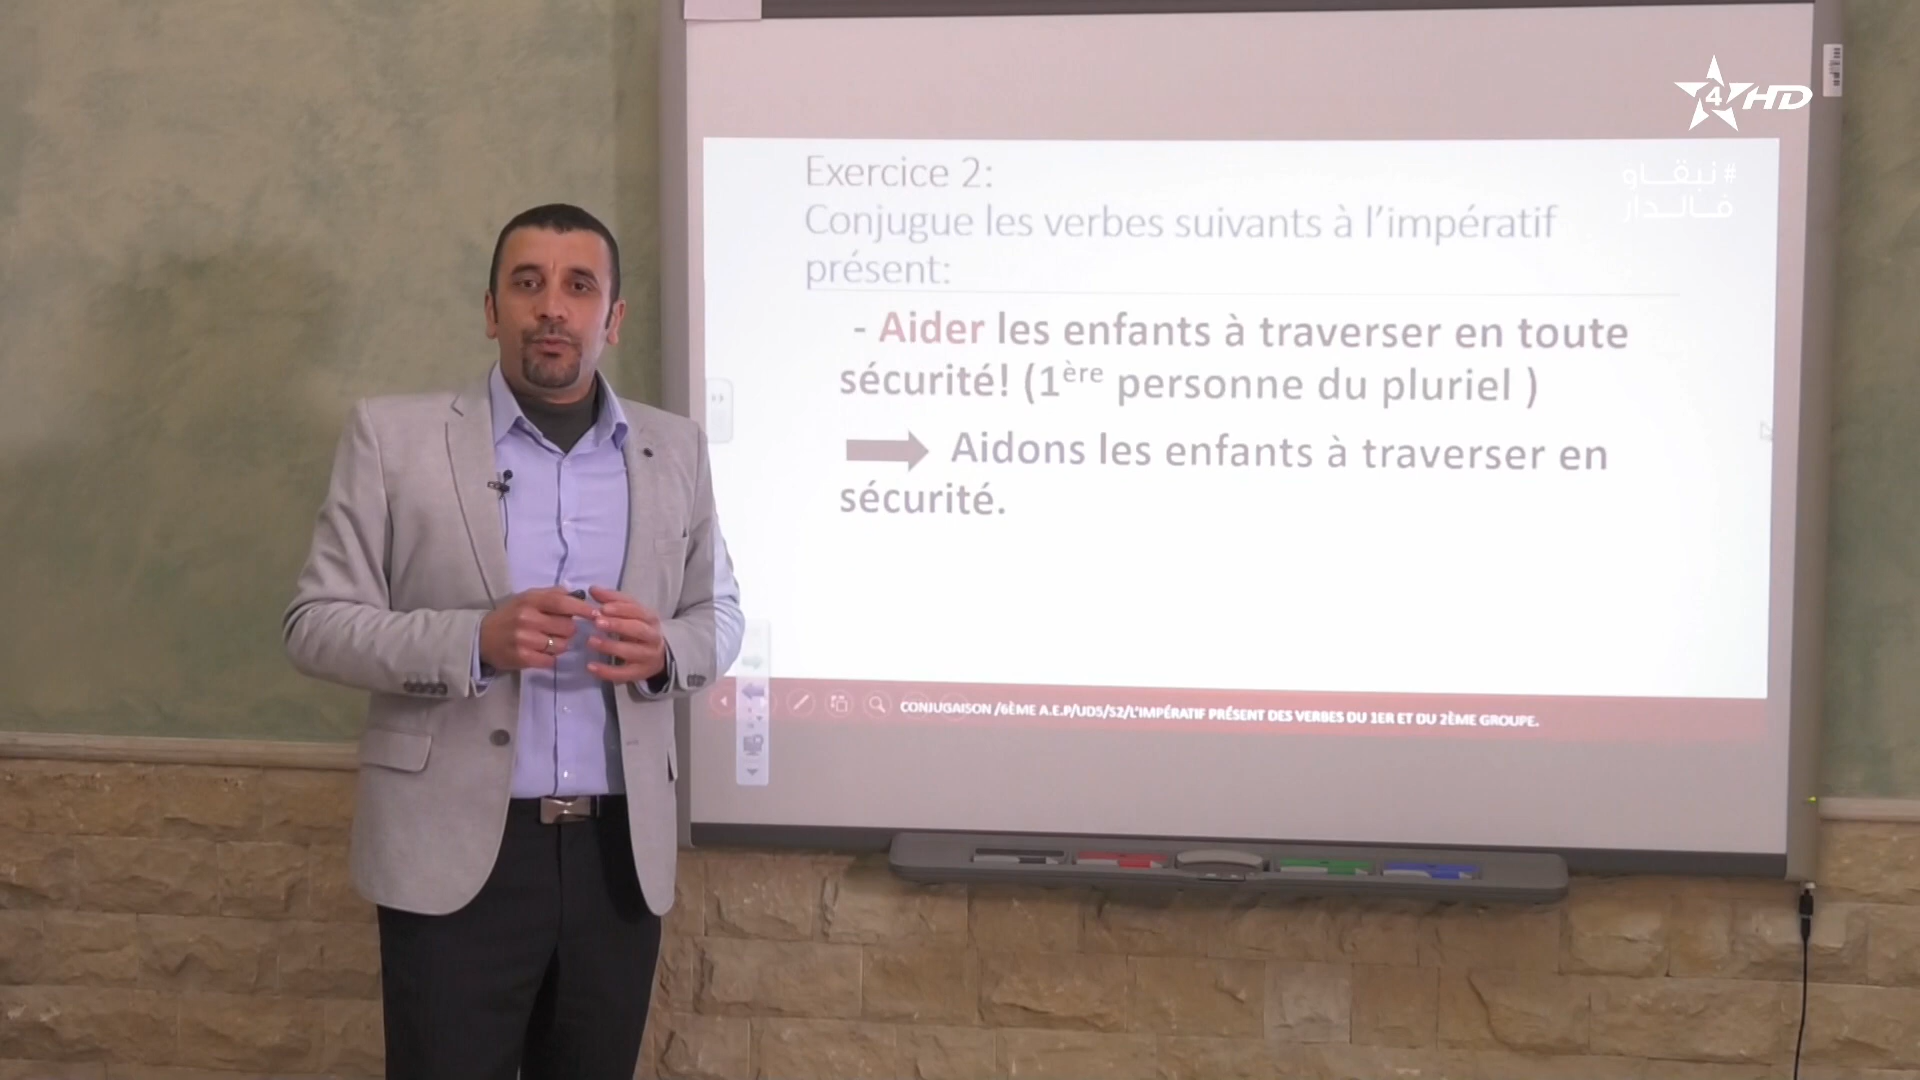 4 HD
#نبقاو
فالدار
Exercice 2:
Conjugue les verbes suivants à l’impératif
présent:
- Aider les enfants à traverser en toute
sécurité! (1ère personne du pluriel )
Aidons les enfants à traverser en
sécurité.
CONJUGAISON /6ÈME A.E.P/UD5/S2/L’IMPÉRATIF PRÉSENT DES VERBES DU 1ER ET DU 2ÈME GROUPE.